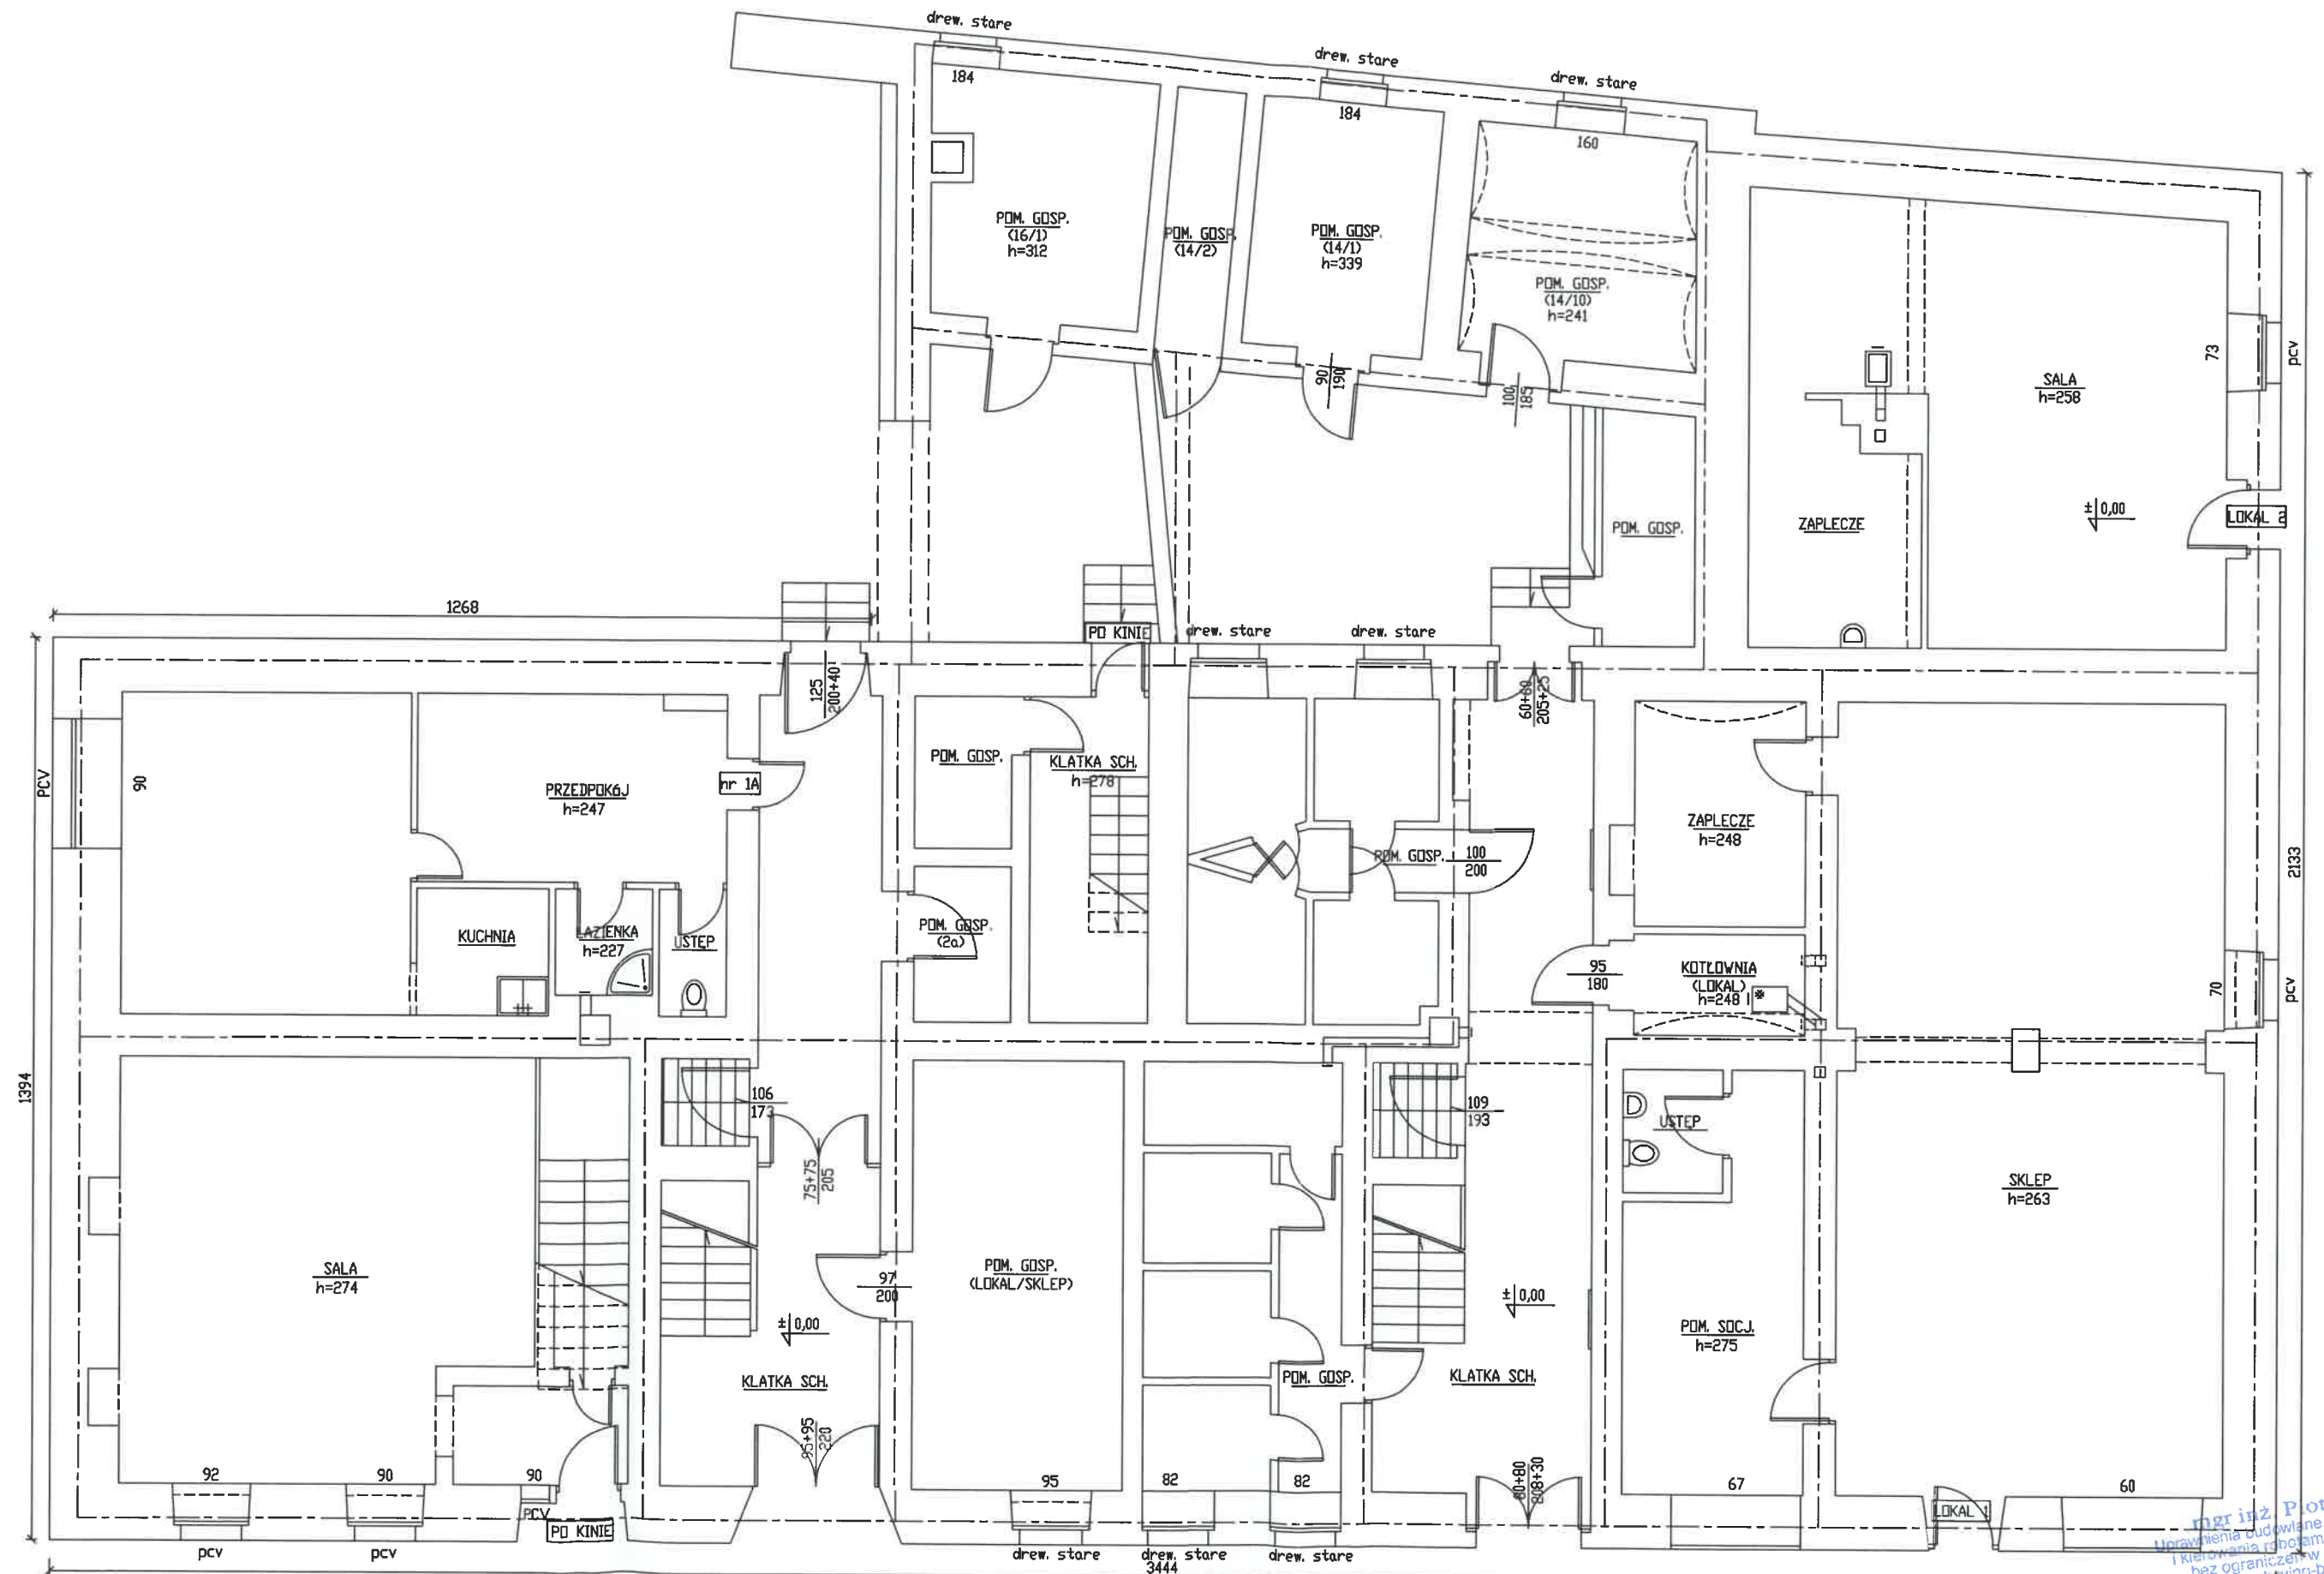 drew. stare
drew. stare
drew. stare
184
184
160
POM. GOSP.
(16/1)
h=312
POM. GOSP.
(14/2)
POM. GOSP.
(14/1)
h=339
POM. GOSP.
(14/10)
h=241
90
190
100
185
SALA
h=258
73
pcv
ZAPLECZE
± 0,00
LOKAL 2
POM. GOSP.
1268
PO KINIE
drew. stare
drew. stare
125
200+40
60+60
205+25
PCV
90
PRZEDPOKÓJ
h=247
nr 1A
POM. GOSP.
KLATKA SCH.
h=278
POM. GOSP.
100
200
ZAPLECZE
h=248
2133
KUCHNIA
ŁAZIENKA
h=227
USTĘP
POM. GOSP.
(2a)
95
180
KOTŁOWNIA
(LOKAL)
h=248
70
pcv
1394
106
173
109
193
USTĘP
75+75
205
SKLEP
h=263
SALA
h=274
POM. GOSP.
(LOKAL/SKLEP)
97
200
± 0,00
± 0,00
POM. SOCJ.
h=275
KLATKA SCH.
POM. GOSP.
KLATKA SCH.
95+95
220
80+80
208+30
92
90
90
95
82
82
67
60
PCV
PO KINIE
LOKAL 1
pcv
pcv
drew. stare
drew. stare
drew. stare
3444
mgr inż.
Uprawnienia budowlane
i kierowania
bez ograniczeń w